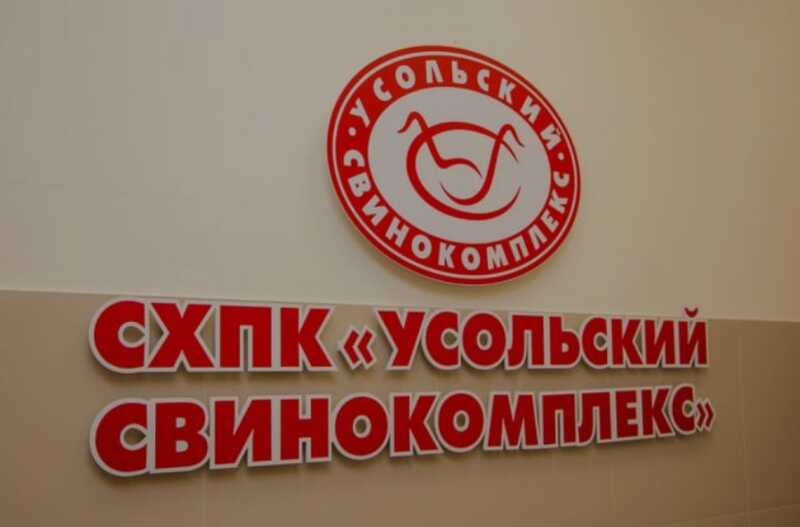 · УСОЛЬСКИЙ ·
СВИНОКОМПЛЕКС
СХПК «УСОЛЬСКИЙ
СВИНОКОМПЛЕКС»